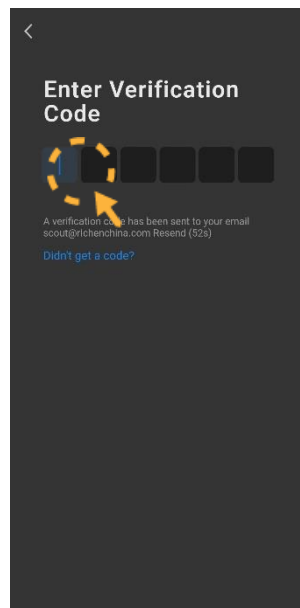 Enter Verification
Code
A verification code has been sent to your email
scout@richenchina.com Resend (52s)
Didn't get a code?